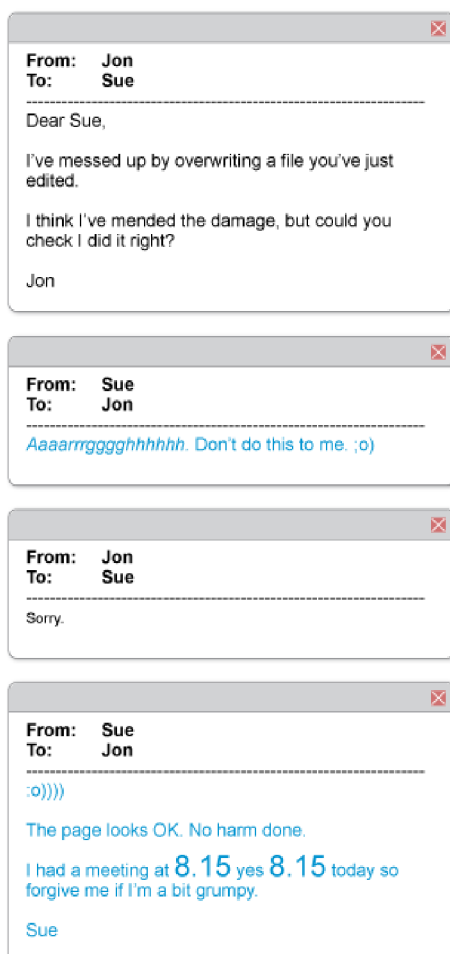 From: Jon
To: Sue
Dear Sue,
I've messed up by overwriting a file you've just
edited.
I think I've mended the damage, but could you
check I did it right?
Jon
From: Sue
To: Jon
Aaaarrrgggghhhhhh. Don't do this to me. ;o)
From: Jon
To: Sue
Sorry.
From: Sue
To: Jon
:o))))
The page looks OK. No harm done.
I had a meeting at 8.15 yes 8.15 today so
forgive me if I'm a bit grumpy.
Sue